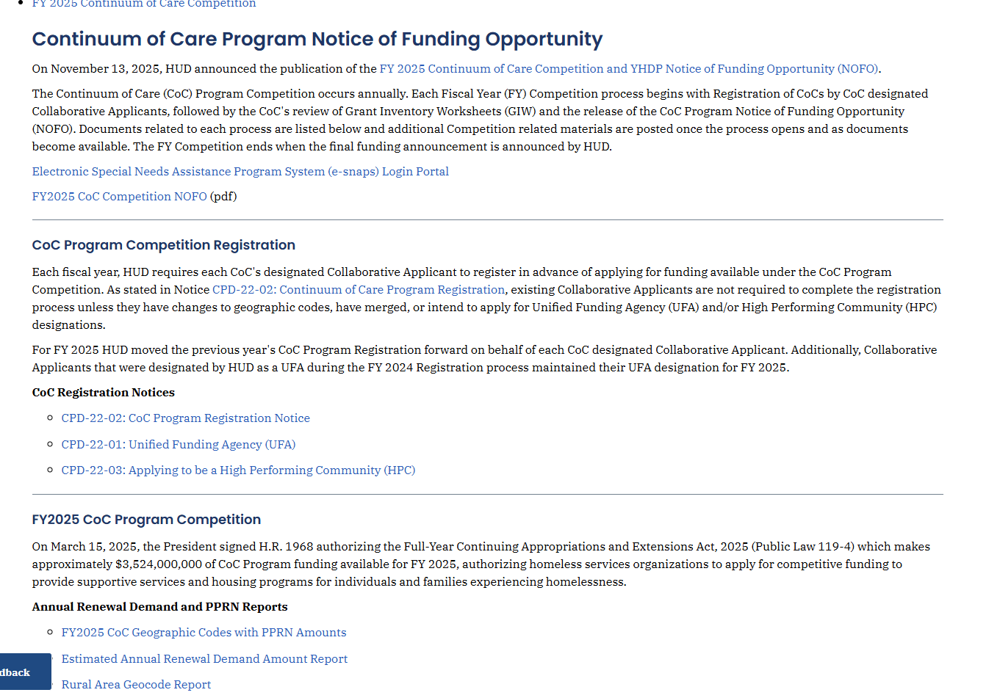 FY 2025 Continuum of Care Competition
Continuum of Care Program Notice of Funding Opportunity
On November 13, 2025, HUD announced the publication of the FY 2025 Continuum of Care Competition and YHDP Notice of Funding Opportunity (NOFO).
The Continuum of Care (CoC) Program Competition occurs annually. Each Fiscal Year (FY) Competition process begins with Registration of CoCs by CoC designated
Collaborative Applicants, followed by the CoC's review of Grant Inventory Worksheets (GIW) and the release of the CoC Program Notice of Funding Opportunity
(NOFO). Documents related to each process are listed below and additional Competition related materials are posted once the process opens and as documents
become available. The FY Competition ends when the final funding announcement is announced by HUD.
Electronic Special Needs Assistance Program System (e-snaps) Login Portal
FY2025 CoC Competition NOFO (pdf)
CoC Program Competition Registration
Each fiscal year, HUD requires each CoC's designated Collaborative Applicant to register in advance of applying for funding available under the CoC Program
Competition. As stated in Notice CPD-22-02: Continuum of Care Program Registration, existing Collaborative Applicants are not required to complete the registration
process unless they have changes to geographic codes, have merged, or intend to apply for Unified Funding Agency (UFA) and/or High Performing Community (HPC)
designations.
For FY 2025 HUD moved the previous year's CoC Program Registration forward on behalf of each CoC designated Collaborative Applicant. Additionally, Collaborative
Applicants that were designated by HUD as a UFA during the FY 2024 Registration process maintained their UFA designation for FY 2025.
CoC Registration Notices
CPD-22-02: CoC Program Registration Notice
CPD-22-01: Unified Funding Agency (UFA)
CPD-22-03: Applying to be a High Performing Community (HPC)
FY2025 CoC Program Competition
On March 15, 2025, the President signed H.R. 1968 authorizing the Full-Year Continuing Appropriations and Extensions Act, 2025 (Public Law 119-4) which makes
approximately $3,524,000,000 of CoC Program funding available for FY 2025, authorizing homeless services organizations to apply for competitive funding to
provide supportive services and housing programs for individuals and families experiencing homelessness.
Annual Renewal Demand and PPRN Reports
FY2025 CoC Geographic Codes with PPRN Amounts
Estimated Annual Renewal Demand Amount Report
dback
Rural Area Geocode Report